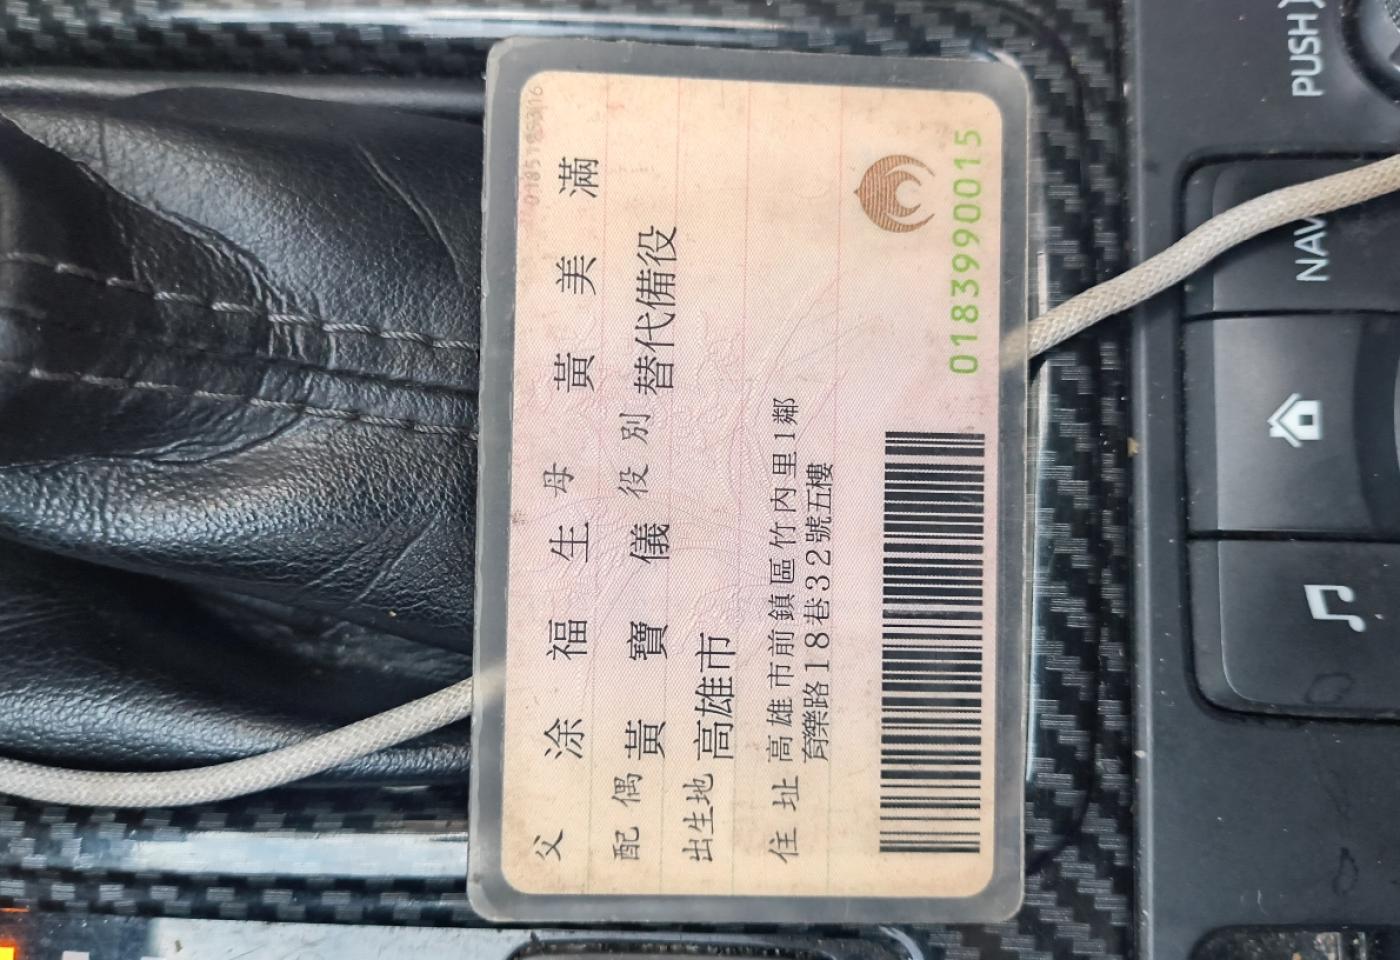 0185185316
父 涂福生 母 黃美滿
配偶 黃寶儀 役別 替代備役
出生地 高雄市
住址 高雄市前鎮區竹內里1鄰
育樂路18巷32號五樓
0183990015
PUSH
NAV